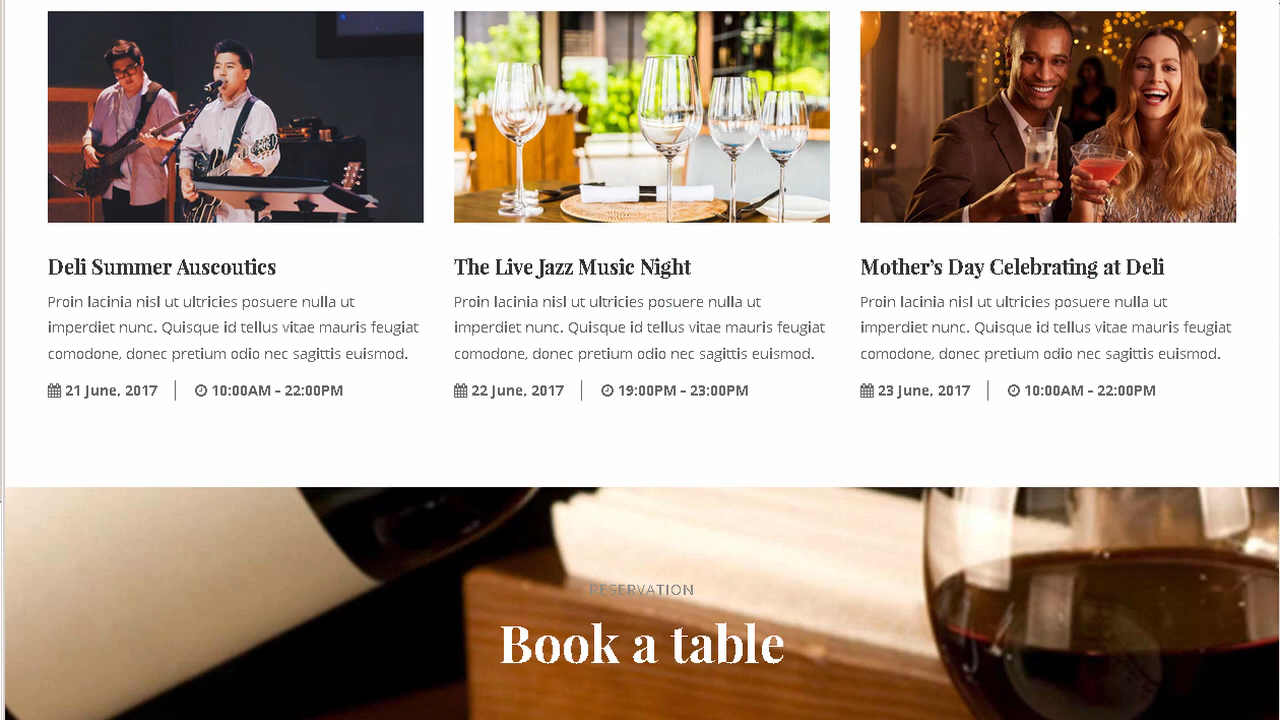 Deli Summer Auscoutics
Proin lacinia nisl ut ultricies posuere nulla ut
imperdiet nunc. Quisque id tellus vitae mauris feugiat
comodone, donec pretium odio nec sagittis euismod.
21 June, 2017 | 10:00AM - 22:00PM
The Live Jazz Music Night
Proin lacinia nisl ut ultricies posuere nulla ut
imperdiet nunc. Quisque id tellus vitae mauris feugiat
comodone, donec pretium odio nec sagittis euismod.
22 June, 2017 | 19:00PM - 23:00PM
Mother's Day Celebrating at Deli
Proin lacinia nisl ut ultricies posuere nulla ut
imperdiet nunc. Quisque id tellus vitae mauris feugiat
comodone, donec pretium odio nec sagittis euismod.
23 June, 2017 | 10:00AM - 22:00PM
RESERVATION
Book a table